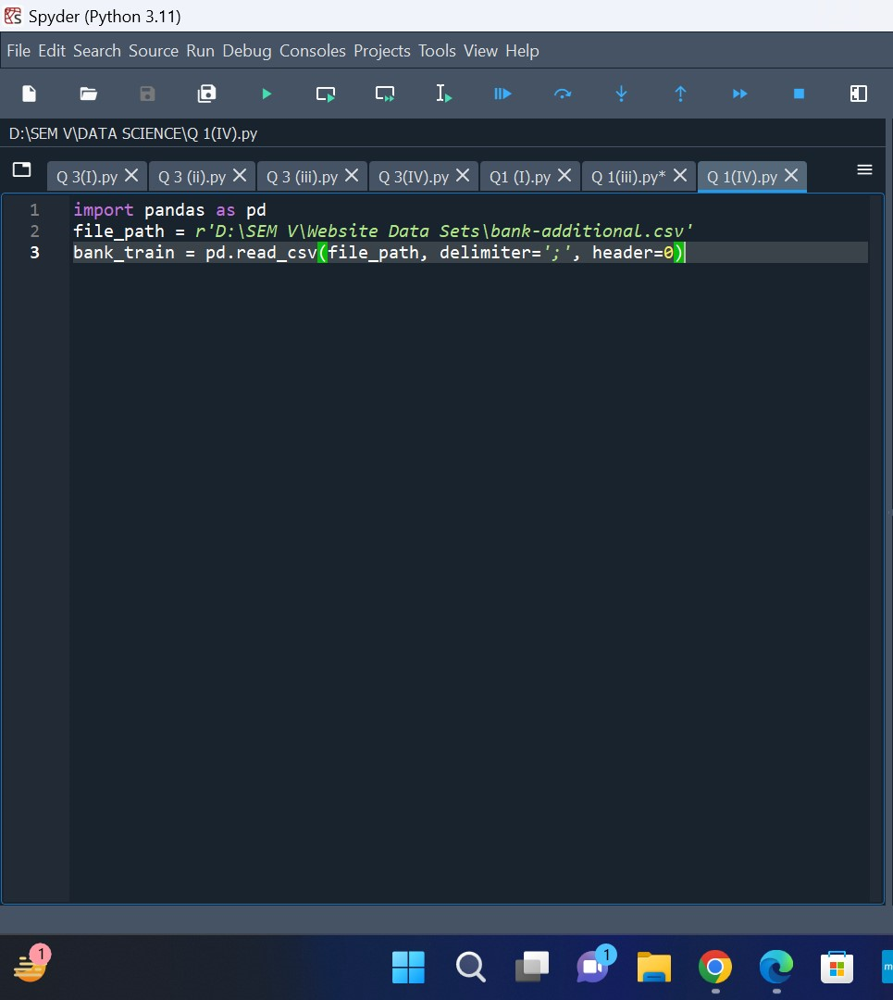 Spyder (Python 3.11)
File Edit Search Source Run Debug Consoles Projects Tools View Help
D:\SEM V\DATA SCIENCE\Q 1(IV).py
Q 3(I).py Q 3 (ii).py Q 3 (iii).py Q 3(IV).py Q1 (I).py Q 1(iii).py* Q 1(IV).py
1 import pandas as pd
2 file_path = r'D:\SEM V\Website Data Sets\bank-additional.csv'
3 bank_train = pd.read_csv(file_path, delimiter=';', header=0)
1 1